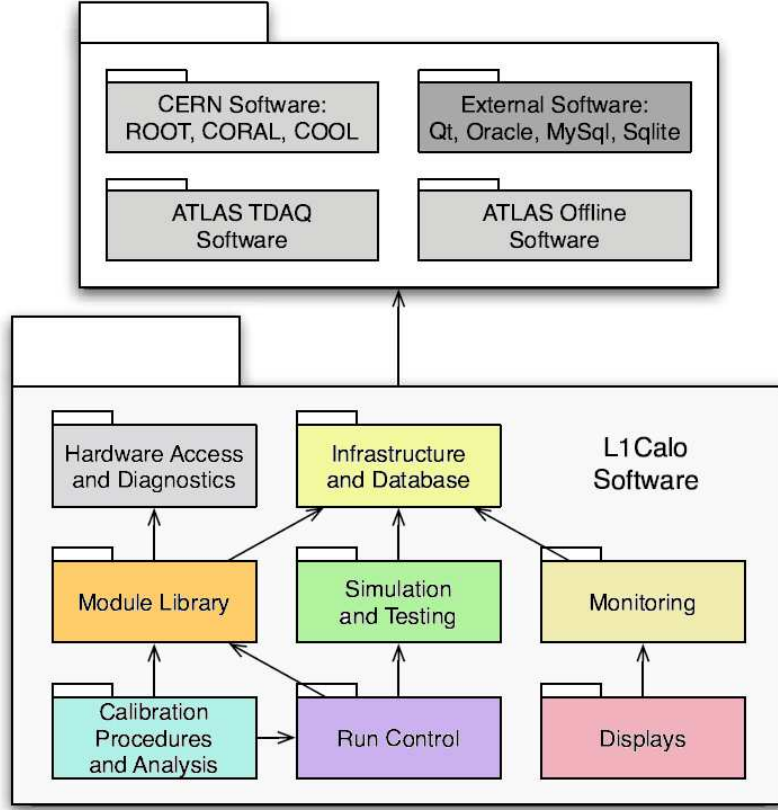 CERN Software:
ROOT, CORAL, COOL
External Software:
Qt, Oracle, MySql, Sqlite
ATLAS TDAQ
Software
ATLAS Offline
Software
Hardware Access
and Diagnostics
Infrastructure
and Database
L1Calo
Software
Module Library
Simulation
and Testing
Monitoring
Calibration
Procedures
and Analysis
Run Control
Displays